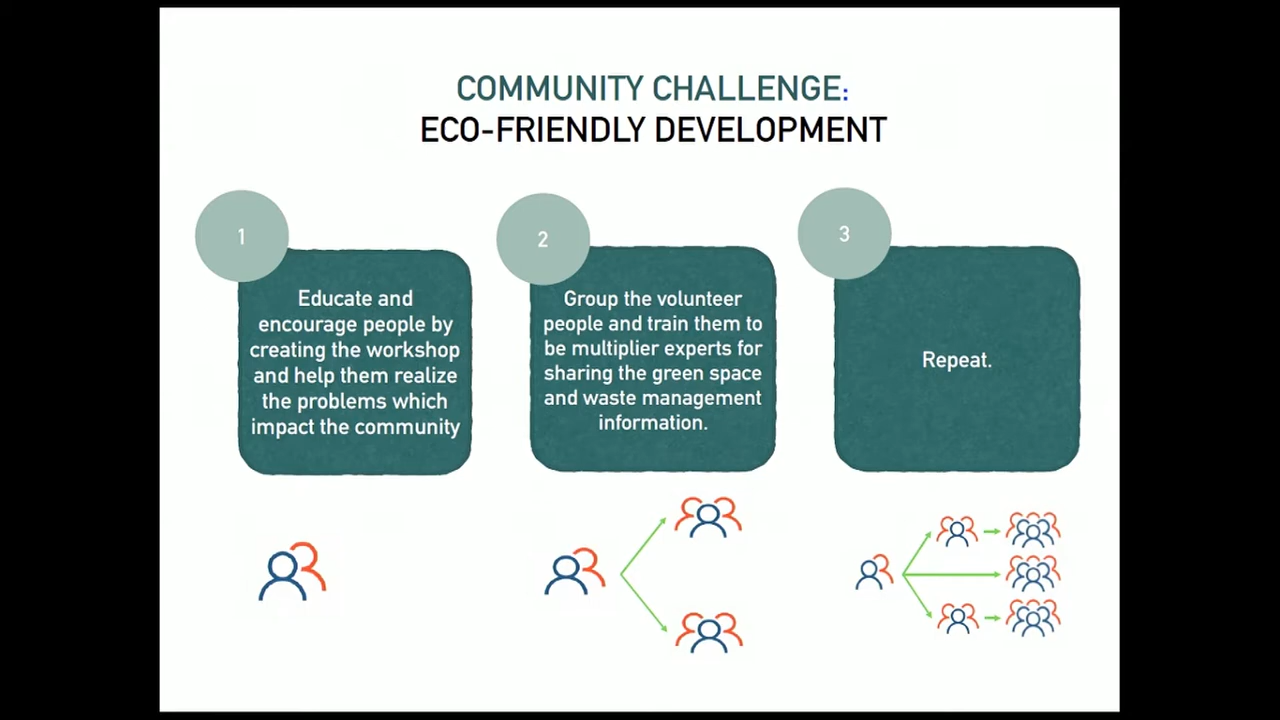 COMMUNITY CHALLENGE:
ECO-FRIENDLY DEVELOPMENT
1
Educate and
encourage people by
creating the workshop
and help them realize
the problems which
impact the community
2
Group the volunteer
people and train them to
be multiplier experts for
sharing the green space
and waste management
information.
3
Repeat.